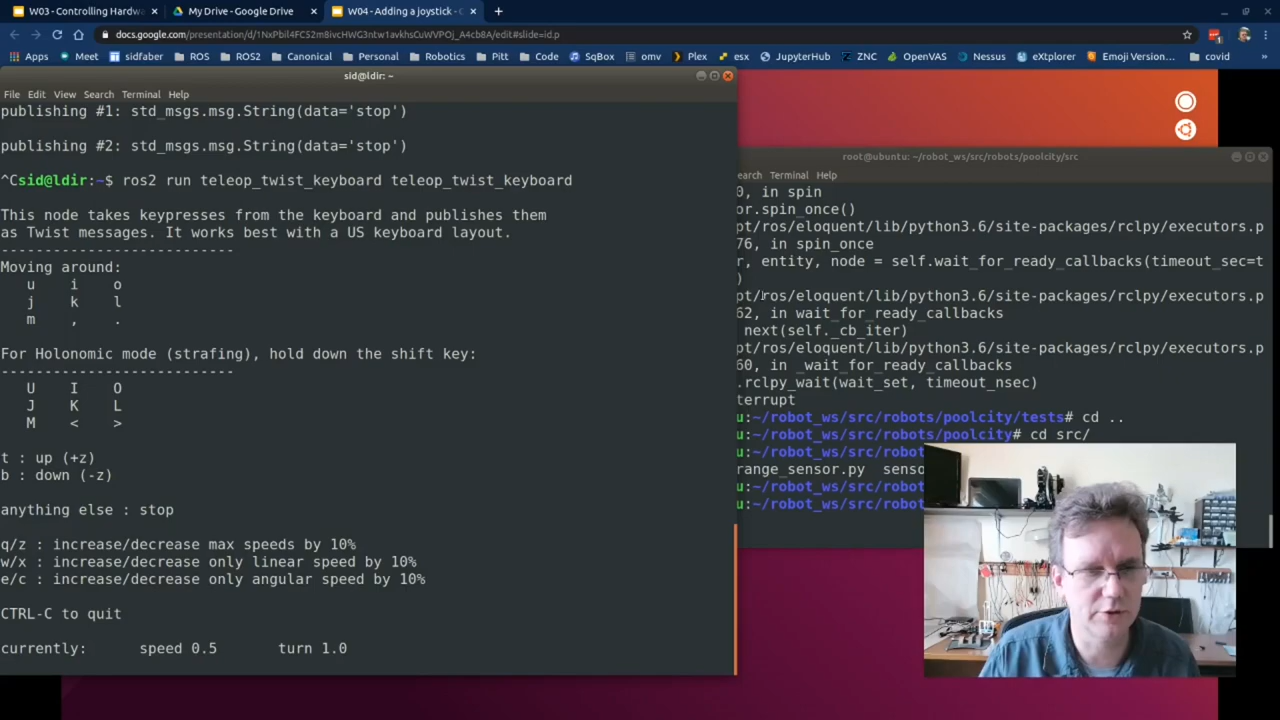 W03 - Controlling Hardwa
My Drive - Google Drive
W04 - Adding a joystick - G
docs.google.com/presentation/d/1NxPbil4FCS2m8ivcHWG3ntw1avkhsCuWVPOj_A4cb8A/edit#slide=id.p
Apps Meet sidfaber ROS ROS2 Canonical Personal Robotics Pitt Code SqBox omv Plex esx JupyterHub ZNC OpenVAS Nessus eXtplorer Emoji Version... covid »
sid@ldir: ~
File Edit View Search Terminal Help
publishing #1: std_msgs.msg.String(data='stop')
publishing #2: std_msgs.msg.String(data='stop')
^Csid@ldir:~$ ros2 run teleop_twist_keyboard teleop_twist_keyboard
This node takes keypresses from the keyboard and publishes them
as Twist messages. It works best with a US keyboard layout.
---------------------------
Moving around:
u i o
j k l
m , .
For Holonomic mode (strafing), hold down the shift key:
---------------------------
U I O
J K L
M < >
t : up (+z)
b : down (-z)
anything else : stop
q/z : increase/decrease max speeds by 10%
w/x : increase/decrease only linear speed by 10%
e/c : increase/decrease only angular speed by 10%
CTRL-C to quit
currently: speed 0.5 turn 1.0
root@ubuntu: ~/robot_ws/src/robots/poolcity/src
earch Terminal Help
0, in spin
or.spin_once()
pt/ros/eloquent/lib/python3.6/site-packages/rclpy/executors.p
76, in spin_once
r, entity, node = self.wait_for_ready_callbacks(timeout_sec=t
)
pt/ros/eloquent/lib/python3.6/site-packages/rclpy/executors.p
62, in wait_for_ready_callbacks
next(self._cb_iter)
pt/ros/eloquent/lib/python3.6/site-packages/rclpy/executors.p
60, in _wait_for_ready_callbacks
.rclpy_wait(wait_set, timeout_nsec)
terrupt
u:~/robot_ws/src/robots/poolcity/tests# cd ..
u:~/robot_ws/src/robots/poolcity# cd src/
u:~/robot_ws/src/robo
range_sensor.py senso
u:~/robot_ws/src/robo
u:~/robot_ws/src/robo